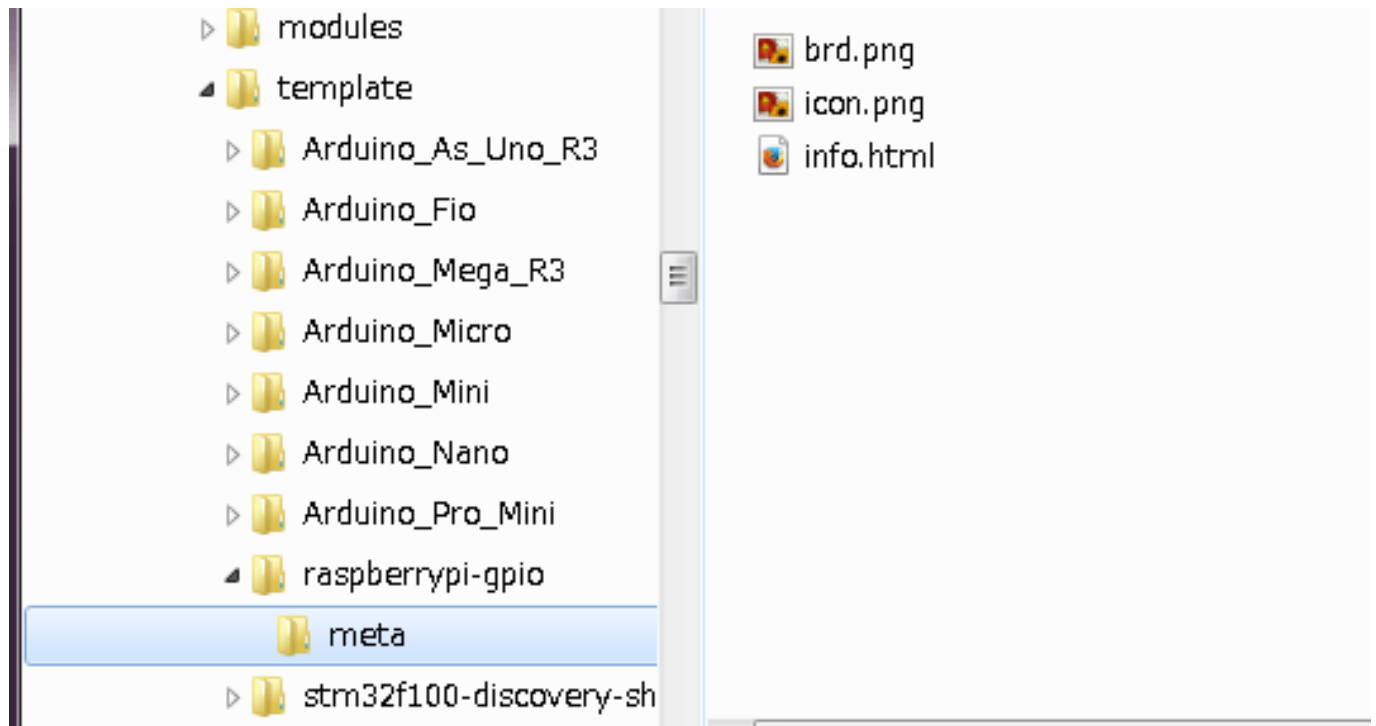 modules
template
Arduino_As_Uno_R3
Arduino_Fio
Arduino_Mega_R3
Arduino_Micro
Arduino_Mini
Arduino_Nano
Arduino_Pro_Mini
raspberrypi-gpio
meta
stm32f100-discovery-sh
brd.png
icon.png
info.html